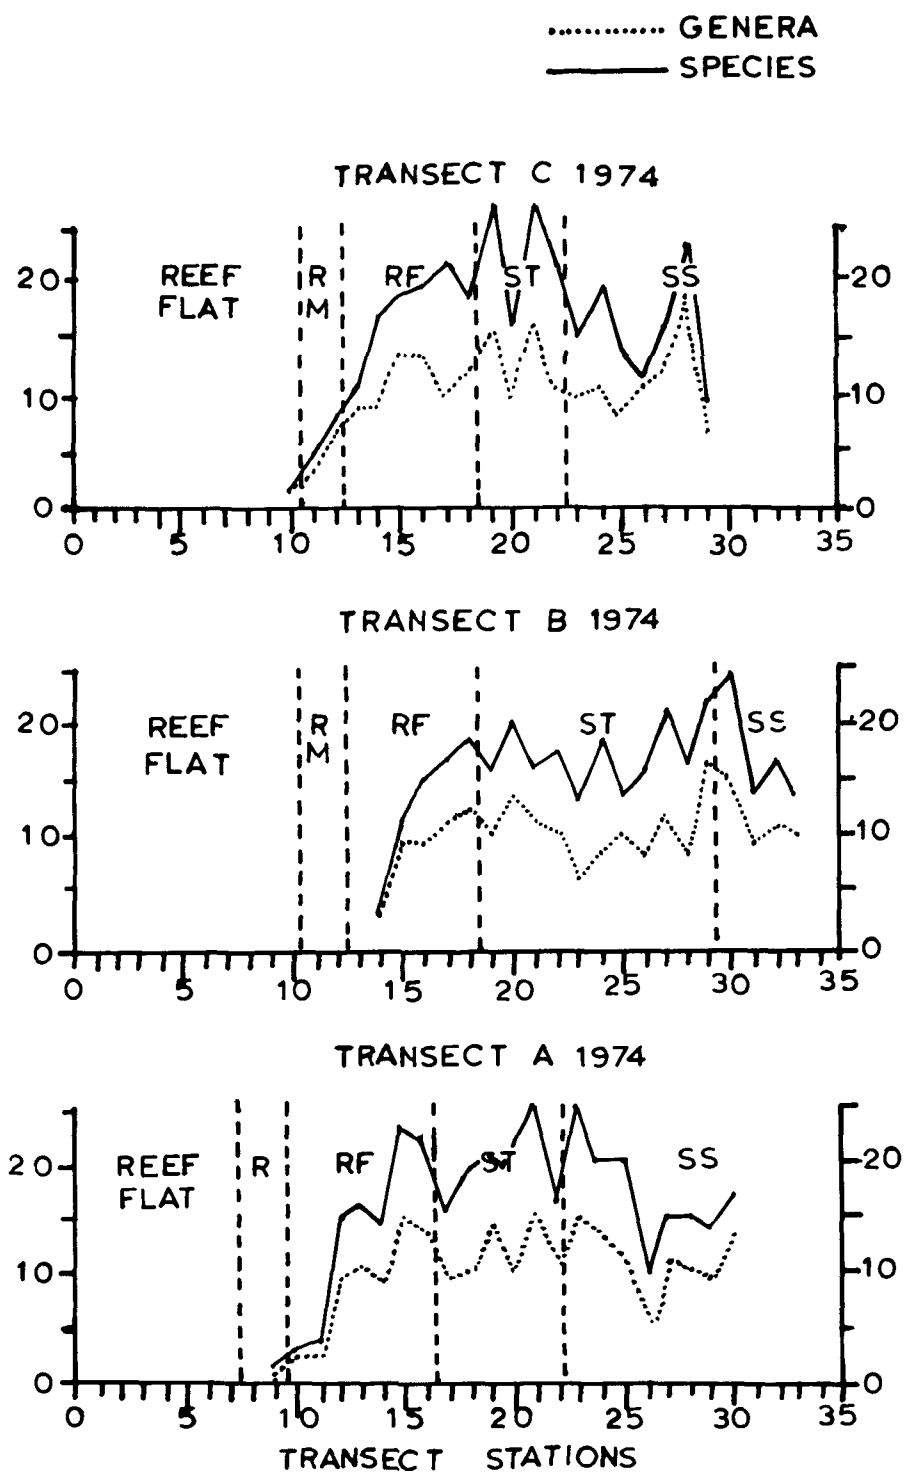 GENERA
SPECIES
TRANSECT C 1974
REEF FLAT
R M
RF
ST
SS
20
10
0
20
10
0
0 5 10 15 20 25 30 35
TRANSECT B 1974
REEF FLAT
R M
RF
ST
SS
20
10
0
20
10
0
0 5 10 15 20 25 30 35
TRANSECT A 1974
REEF FLAT
R
RF
ST
SS
20
10
0
20
10
0
0 5 10 15 20 25 30 35
TRANSECT STATIONS